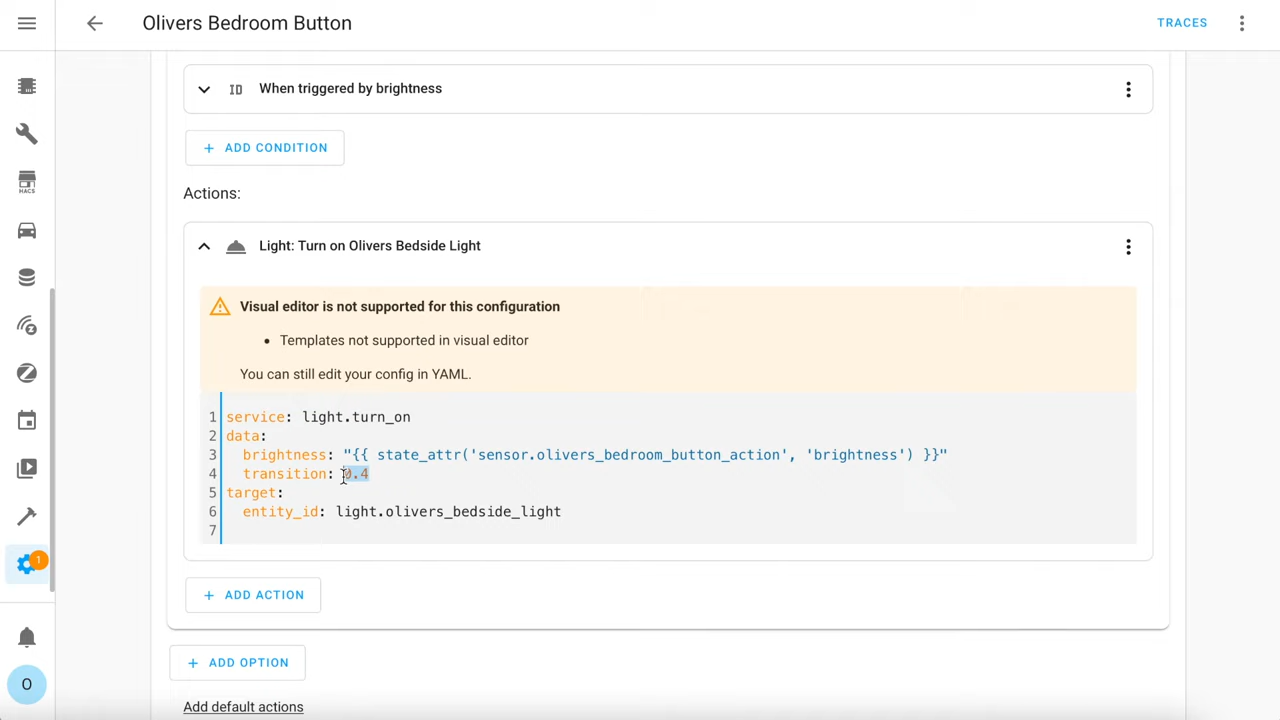 Olivers Bedroom Button
TRACES
ID When triggered by brightness
+ ADD CONDITION
HACS
Actions:
Light: Turn on Olivers Bedside Light
Visual editor is not supported for this configuration
• Templates not supported in visual editor
You can still edit your config in YAML.
1 service: light.turn_on
2 data:
3   brightness: "{{ state_attr('sensor.olivers_bedroom_button_action', 'brightness') }}"
4   transition: 0.4
5 target:
6   entity_id: light.olivers_bedside_light
7
1
+ ADD ACTION
+ ADD OPTION
O
Add default actions